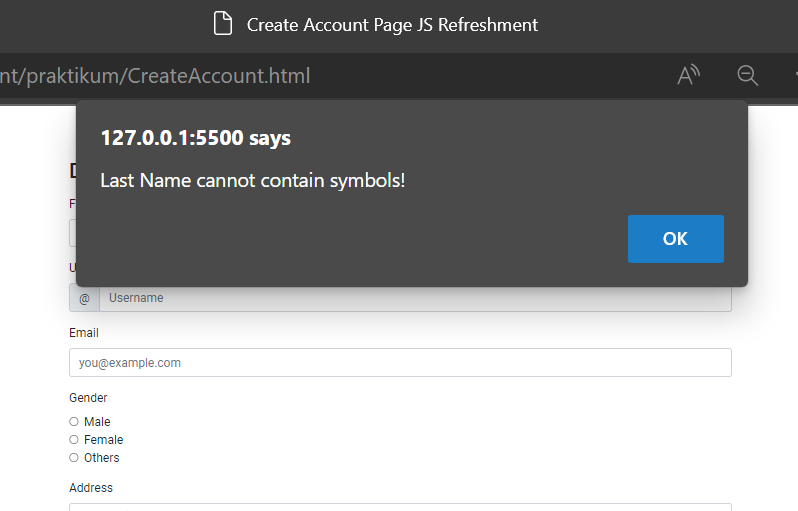 Create Account Page JS Refreshment
nt/praktikum/CreateAccount.html
127.0.0.1:5500 says
Last Name cannot contain symbols!
OK
@ Username
Email
you@example.com
Gender
Male
Female
Others
Address